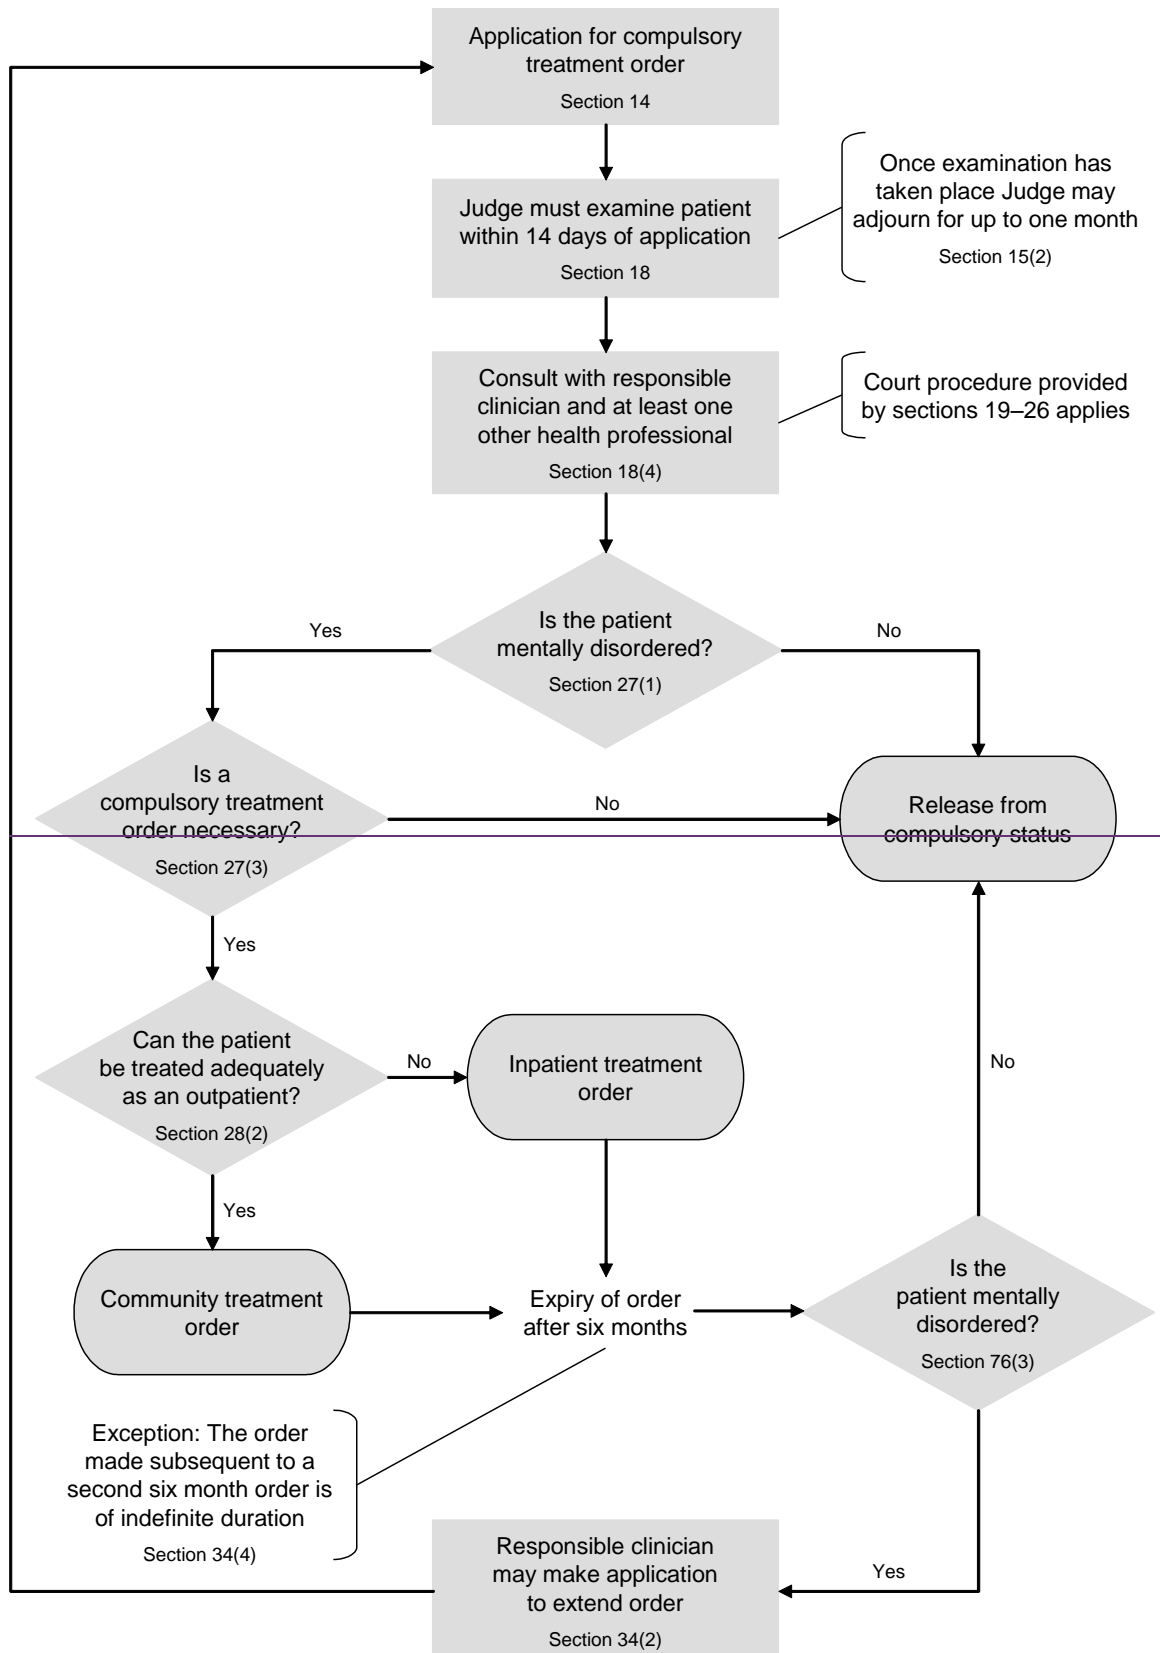 Application for compulsory
treatment order
Section 14
Judge must examine patient
within 14 days of application
Section 18
Once examination has
taken place Judge may
adjourn for up to one month
Section 15(2)
Consult with responsible
clinician and at least one
other health professional
Section 18(4)
Court procedure provided
by sections 19–26 applies
Is the patient
mentally disordered?
Section 27(1)
Yes
No
Is a
compulsory treatment
order necessary?
Section 27(3)
No
Release from
compulsory status
Yes
Can the patient
be treated adequately
as an outpatient?
Section 28(2)
No
Inpatient treatment
order
No
Yes
Community treatment
order
Expiry of order
after six months
Is the
patient mentally
disordered?
Section 76(3)
Exception: The order
made subsequent to a
second six month order is
of indefinite duration
Section 34(4)
Responsible clinician
may make application
to extend order
Section 34(2)
Yes